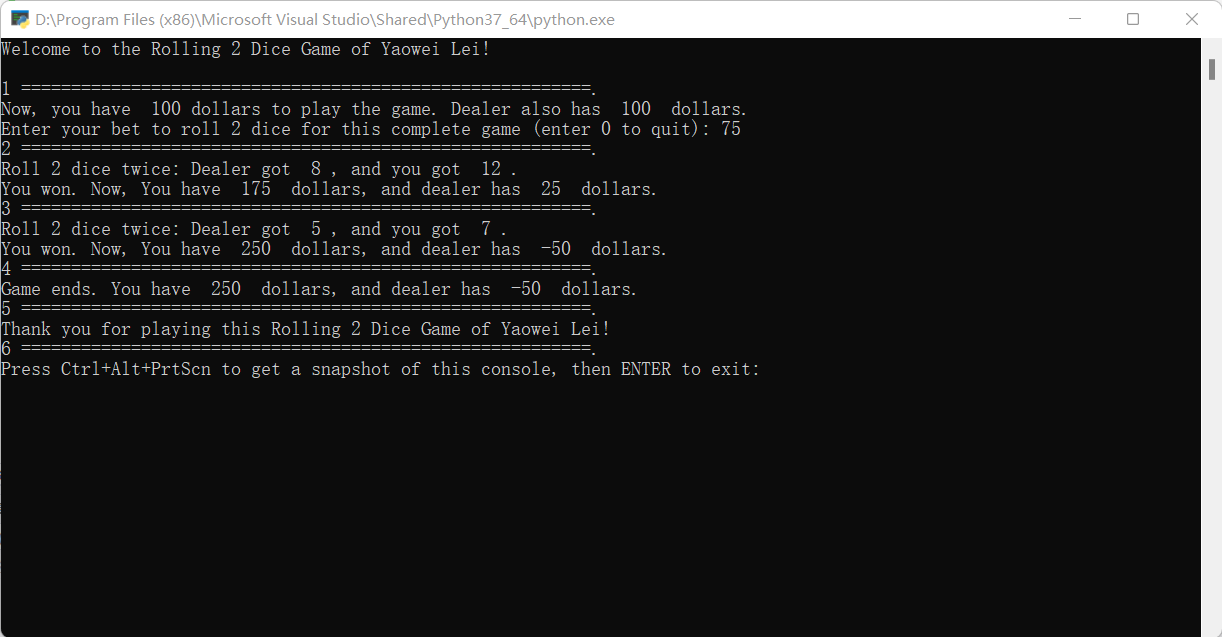 D:\Program Files (x86)\Microsoft Visual Studio\Shared\Python37_64\python.exe
Welcome to the Rolling 2 Dice Game of Yaowei Lei!
1 =========================================================.
Now, you have  100 dollars to play the game. Dealer also has  100  dollars.
Enter your bet to roll 2 dice for this complete game (enter 0 to quit): 75
2 =========================================================.
Roll 2 dice twice: Dealer got  8 , and you got  12 .
You won. Now, You have  175  dollars, and dealer has  25  dollars.
3 =========================================================.
Roll 2 dice twice: Dealer got  5 , and you got  7 .
You won. Now, You have  250  dollars, and dealer has  -50  dollars.
4 =========================================================.
Game ends. You have  250  dollars, and dealer has  -50  dollars.
5 =========================================================.
Thank you for playing this Rolling 2 Dice Game of Yaowei Lei!
6 =========================================================.
Press Ctrl+Alt+PrtScn to get a snapshot of this console, then ENTER to exit: